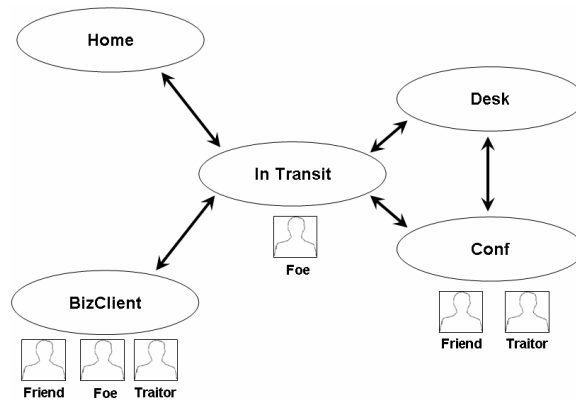 Home
Desk
In Transit
Foe
Conf
Friend Traitor
BizClient
Friend Foe Traitor